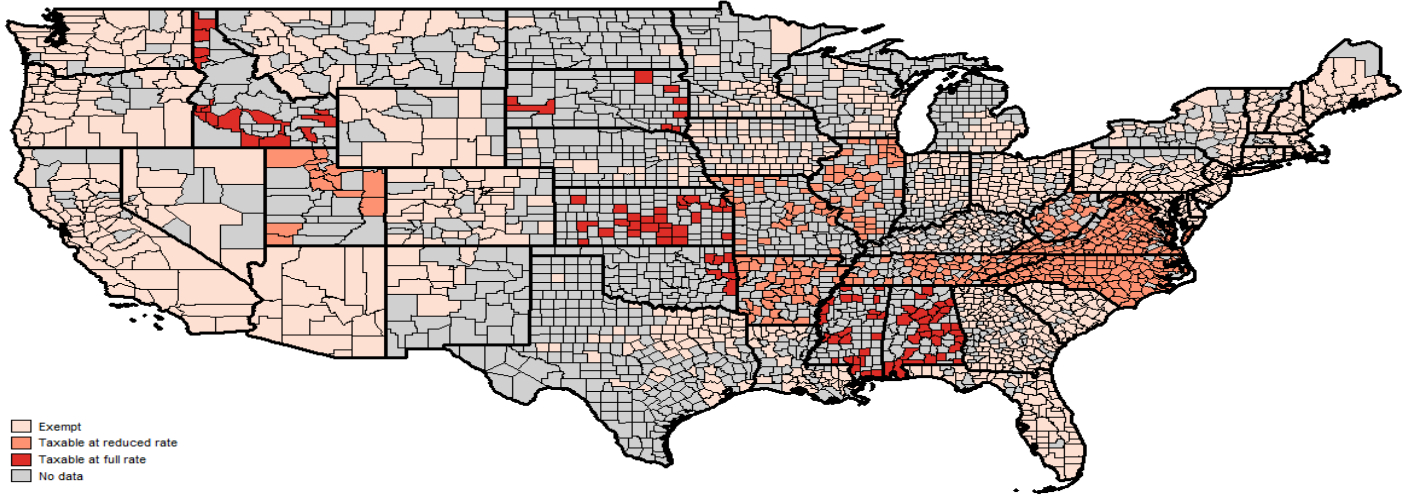 Exempt
Taxable at reduced rate
Taxable at full rate
No data